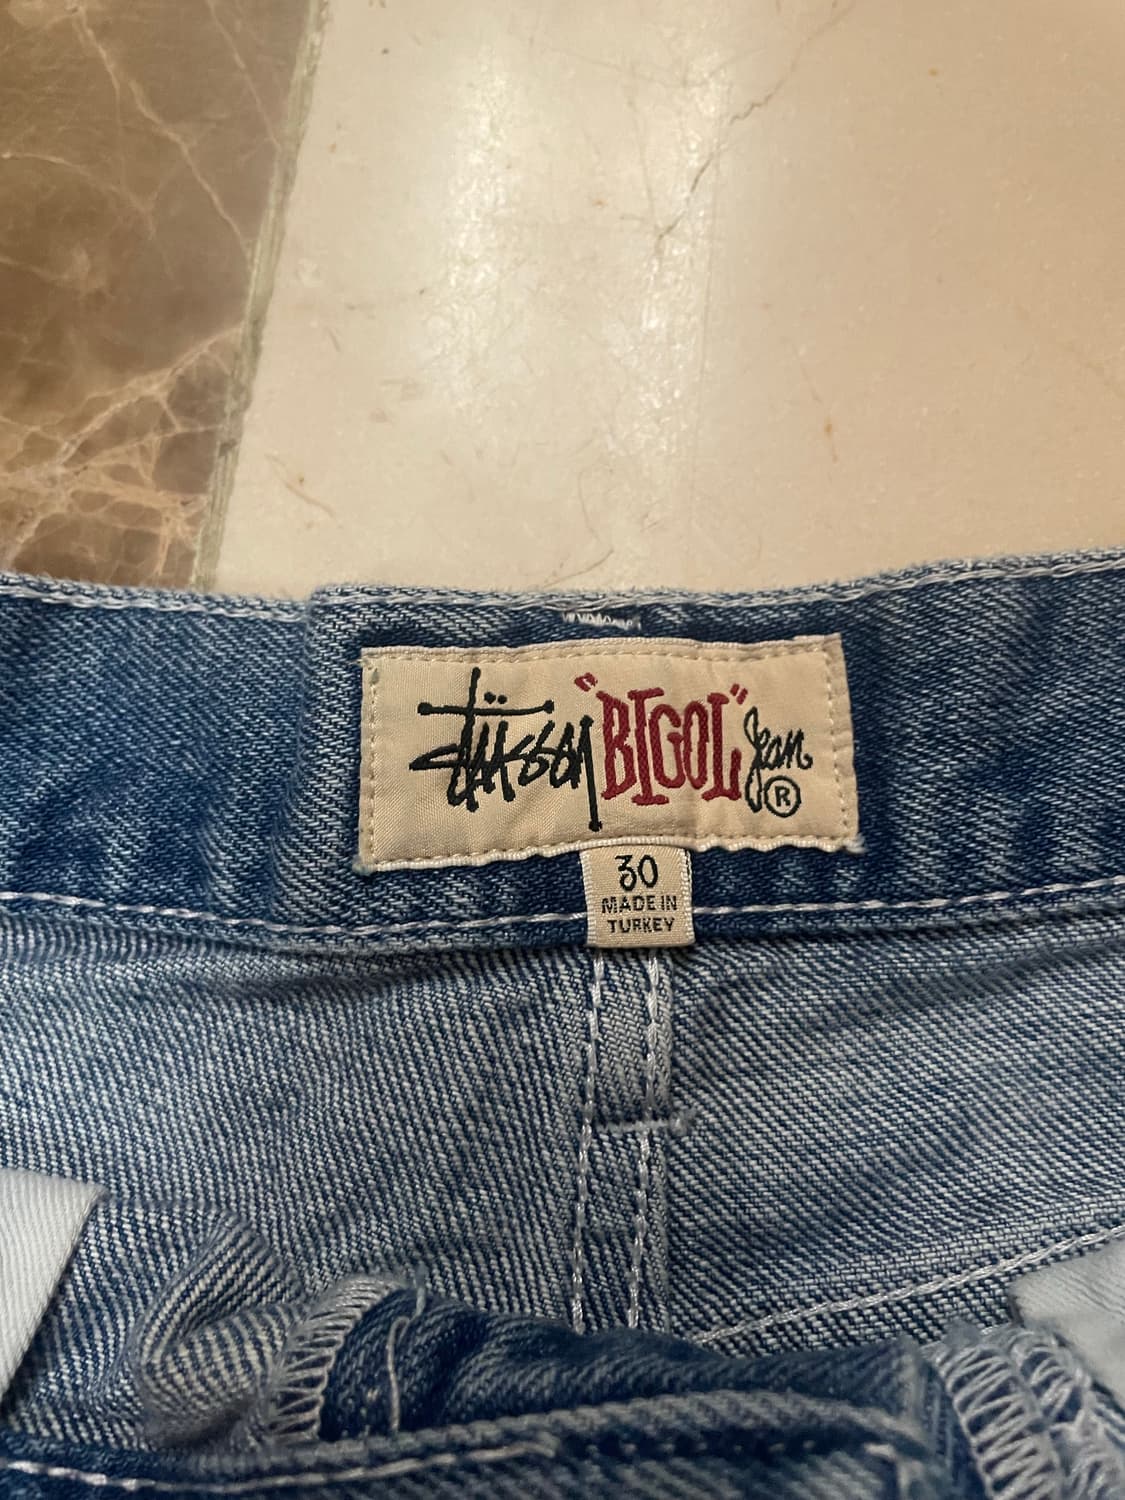 Stüssy "BIGOL" Jean ®
30
MADE IN
TURKEY